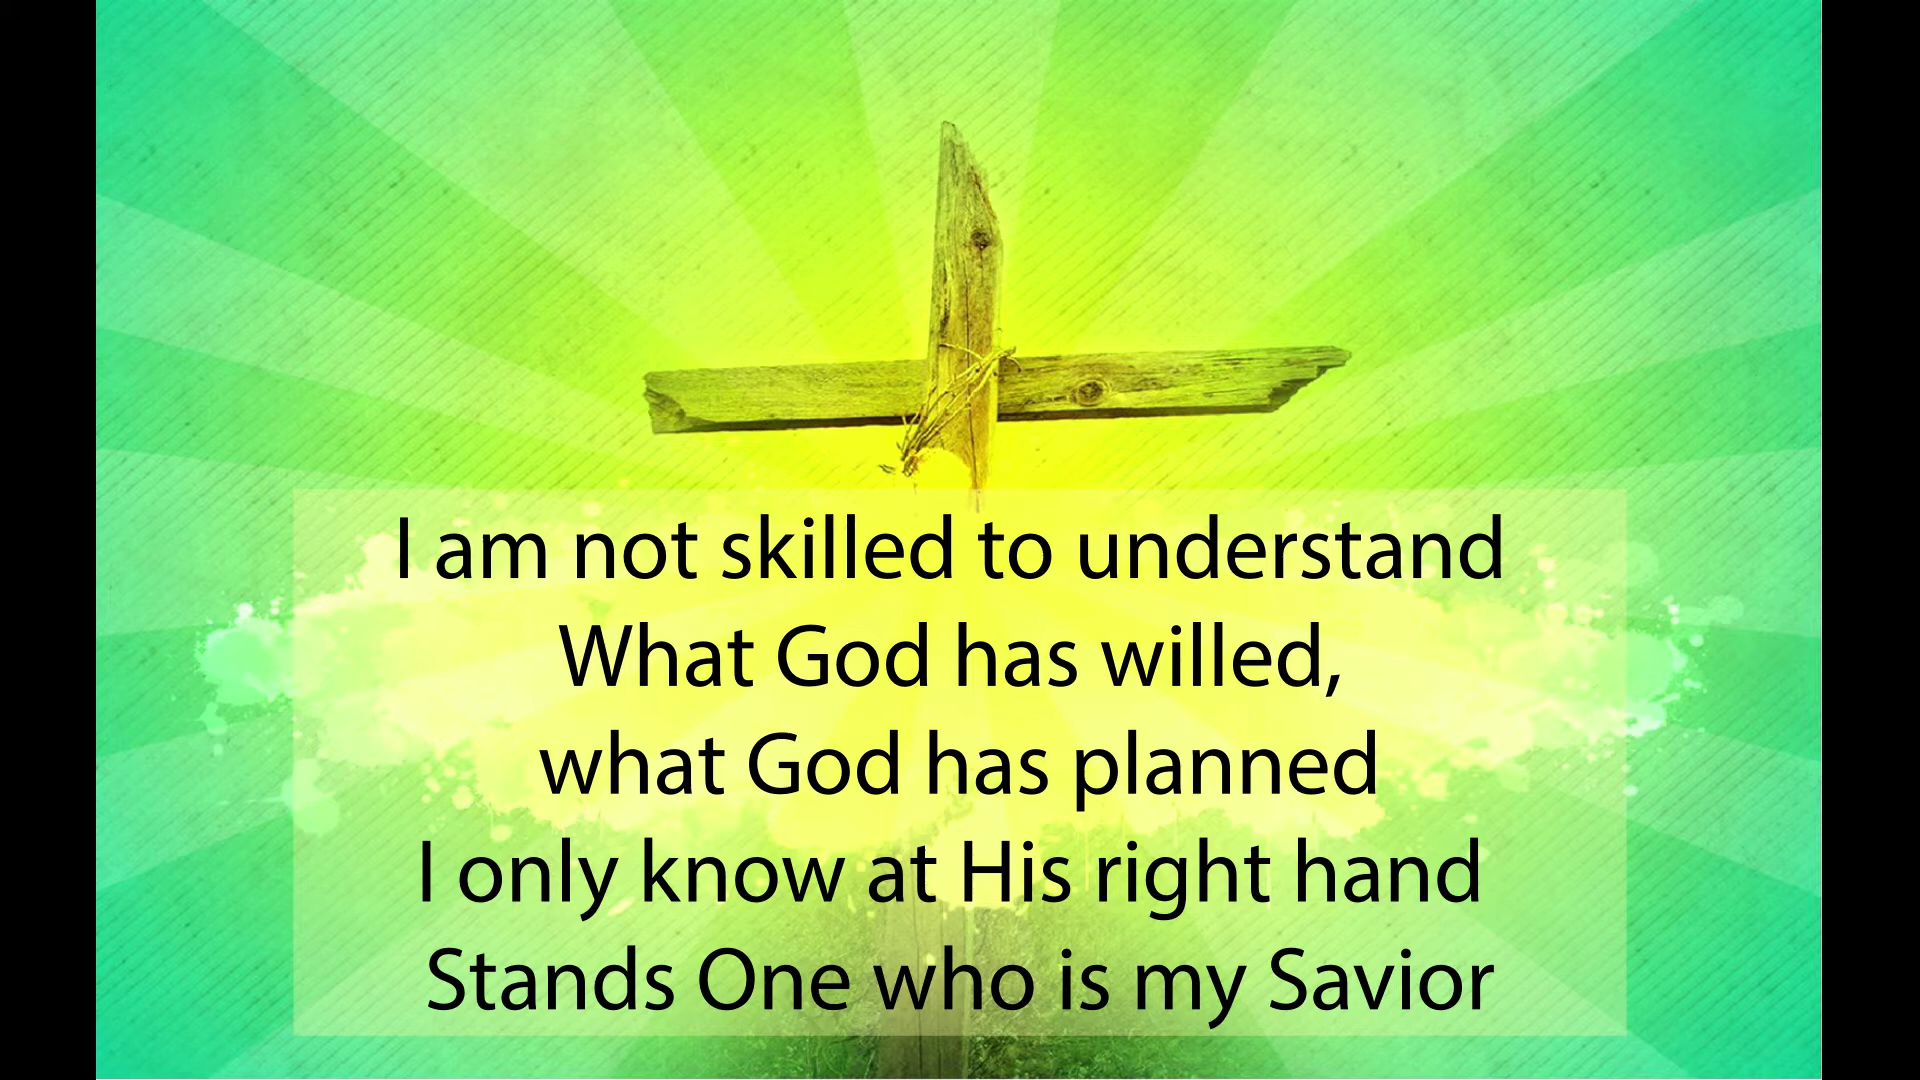 I am not skilled to understand
What God has willed,
what God has planned
I only know at His right hand
Stands One who is my Savior